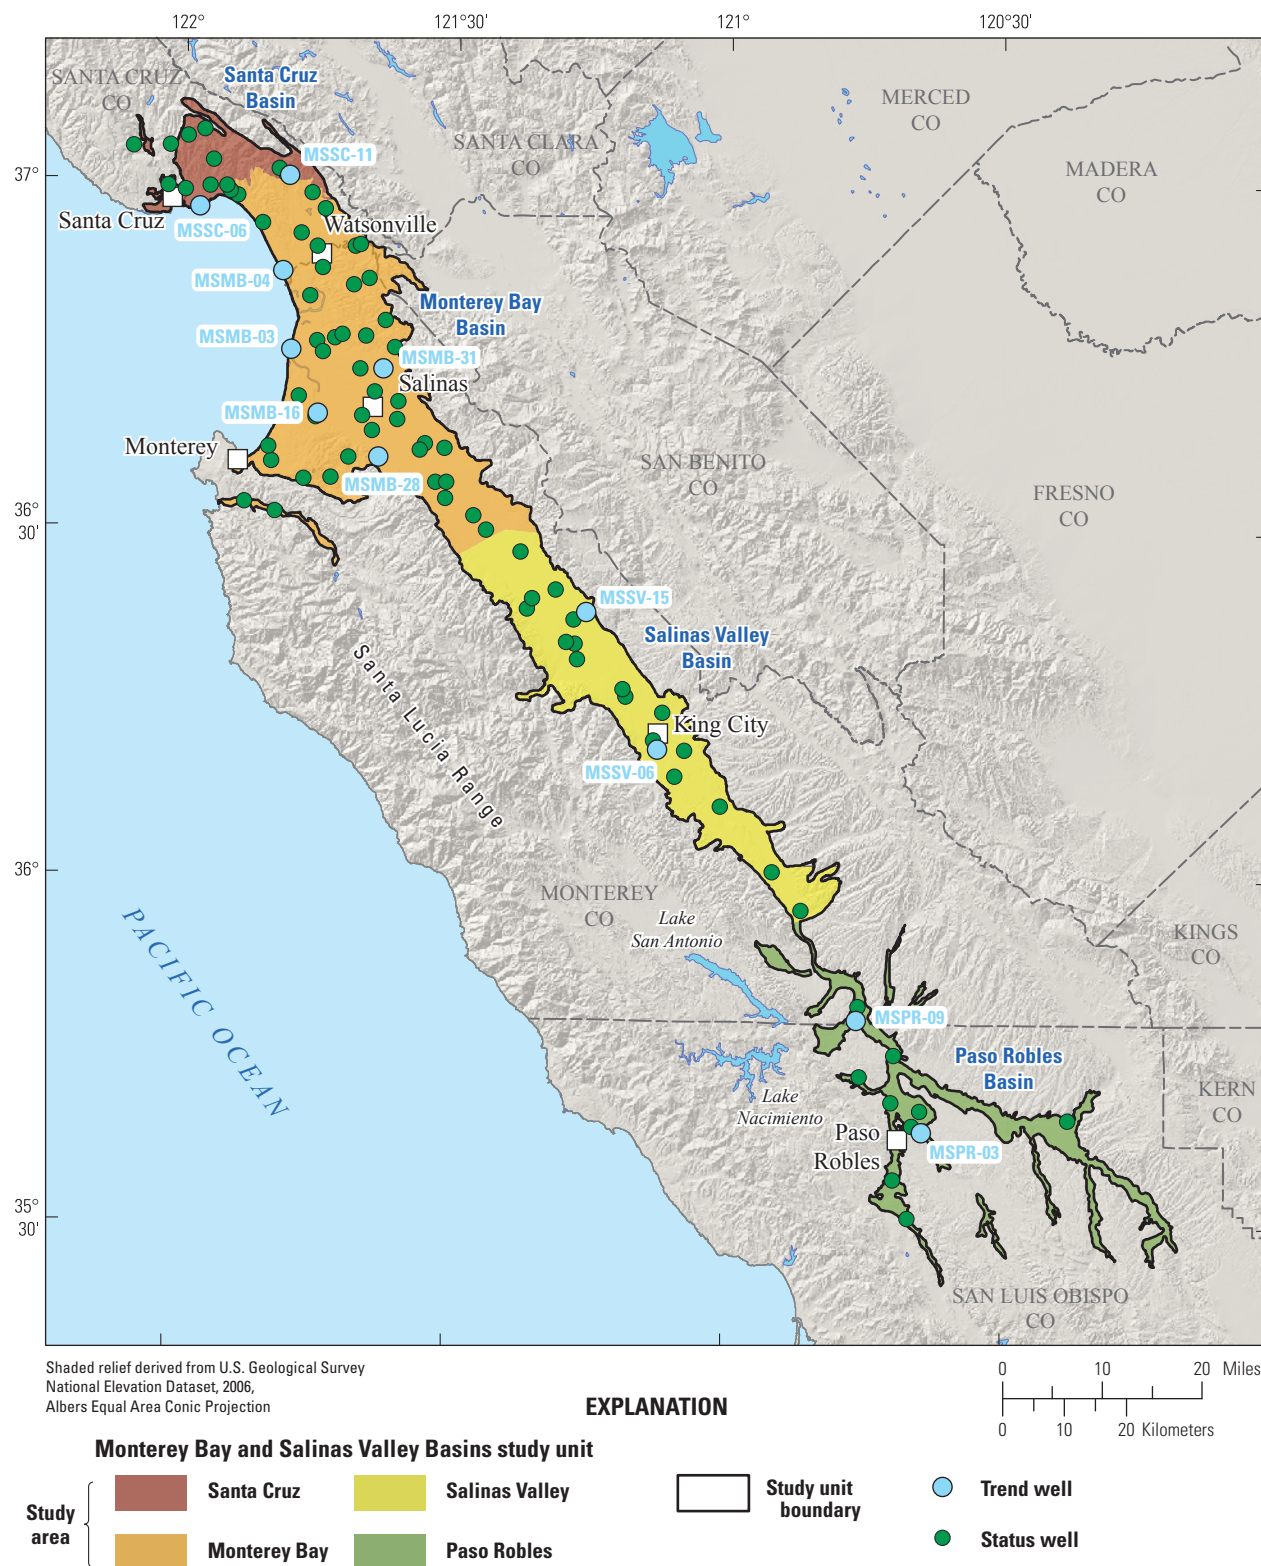 122°
121°30'
121°
120°30'
SANTA CRUZ
CO
Santa Cruz
Basin
MERCED
CO
SANTA CLARA
CO
MADERA
CO
MSSC-11
37°
Santa Cruz
MSSC-06
Watsonville
MSMB-04
Monterey Bay
Basin
MSMB-03
MSMB-31
Salinas
MSMB-16
Monterey
SAN BENITO
CO
MSMB-28
FRESNO
CO
36°
30'
MSSV-15
Salinas Valley
Basin
Santa Lucia Range
King City
MSSV-06
36°
MONTEREY
CO
Lake
San Antonio
PACIFIC OCEAN
KINGS
CO
MSPR-09
Paso Robles
Basin
KERN
CO
Lake
Nacimiento
Paso
Robles
MSPR-03
35°
30'
SAN LUIS OBISPO
CO
Shaded relief derived from U.S. Geological Survey
National Elevation Dataset, 2006,
Albers Equal Area Conic Projection
0 10 20 Miles
0 10 20 Kilometers
EXPLANATION
Monterey Bay and Salinas Valley Basins study unit
Study
area
Santa Cruz
Monterey Bay
Salinas Valley
Paso Robles
Study unit
boundary
Trend well
Status well